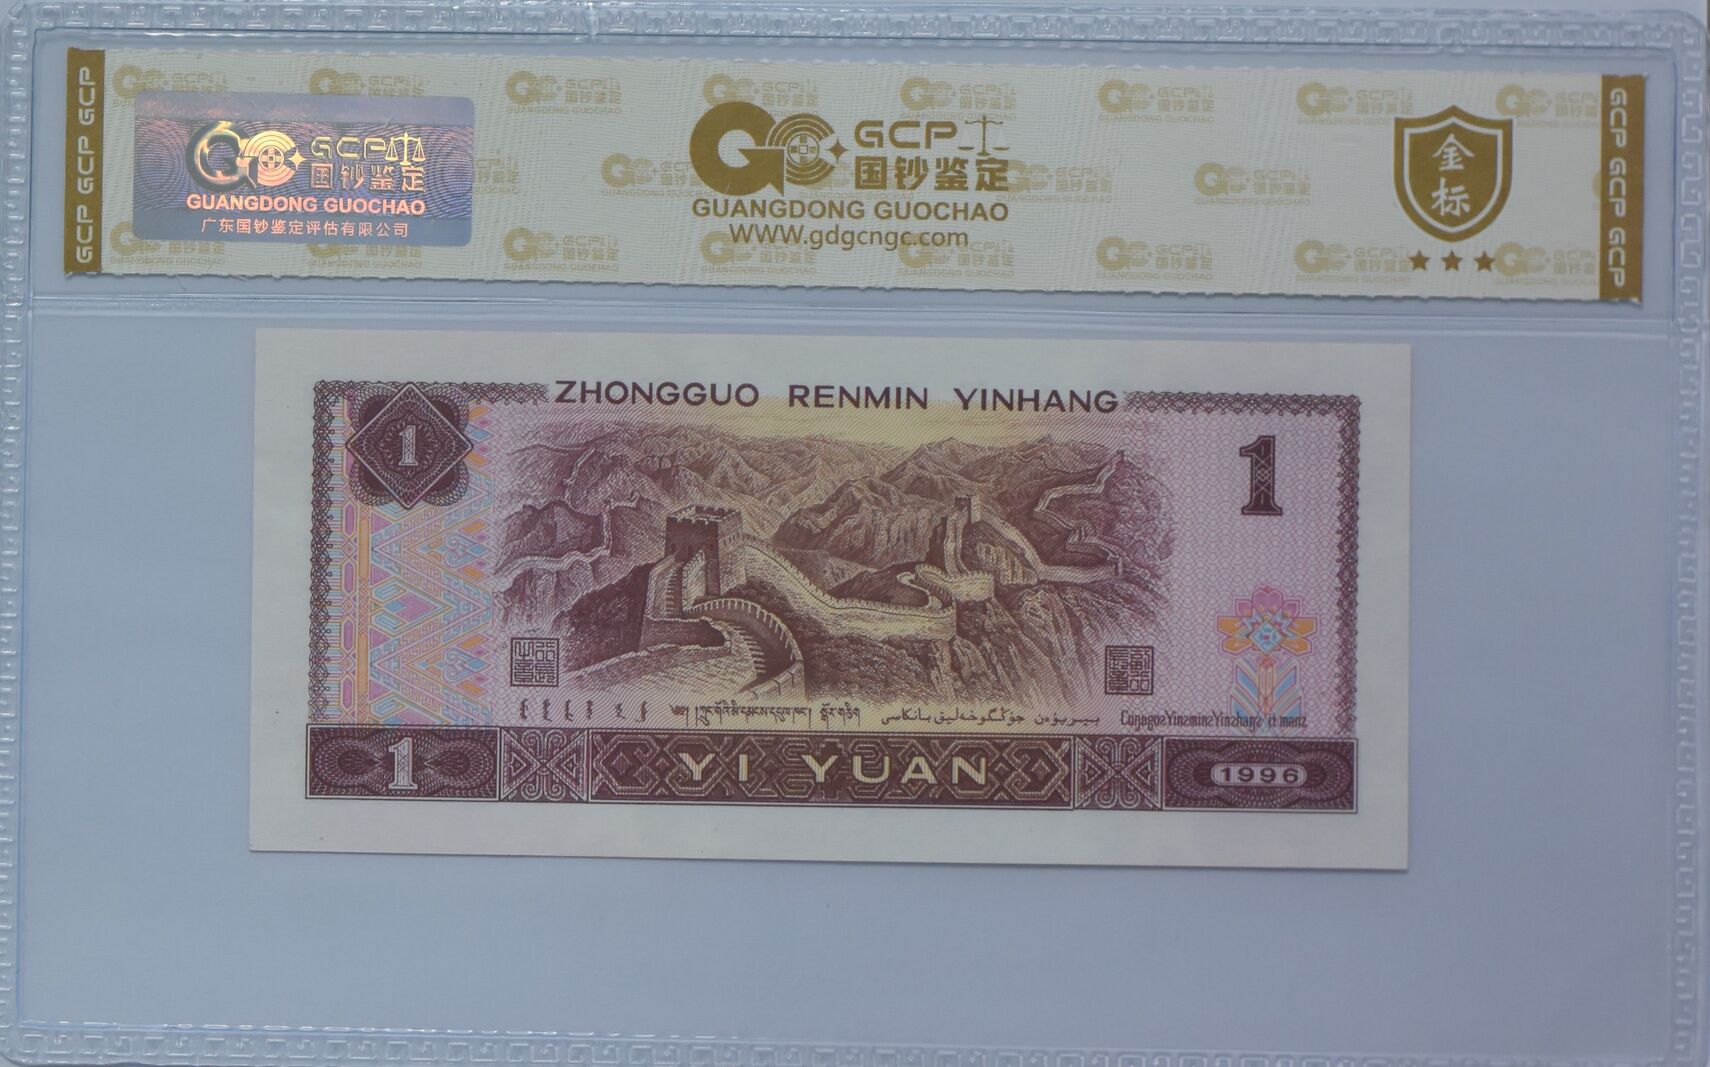 GCP GCP GCP
GCP
国钞鉴定
GUANGDONG GUOCHAO
广东国钞鉴定评估有限公司
GCP
国钞鉴定
GUANGDONG GUOCHAO
WWW.gdgcngc.com
金
标
GCP GCP GCP
ZHONGGUO RENMIN YINHANG
1
1
1
YI YUAN
1996